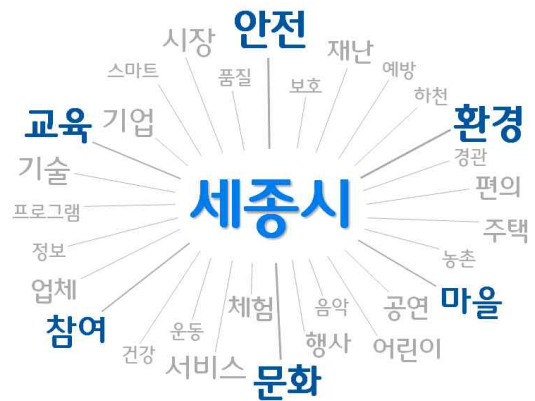 안전
시장
재난
스마트
품질
보호
예방
하천
교육
기업
환경
기술
경관
편의
세종시
프로그램
주택
정보
농촌
업체
체험
음악
공연
마을
참여
운동
건강
서비스
행사
어린이
문화